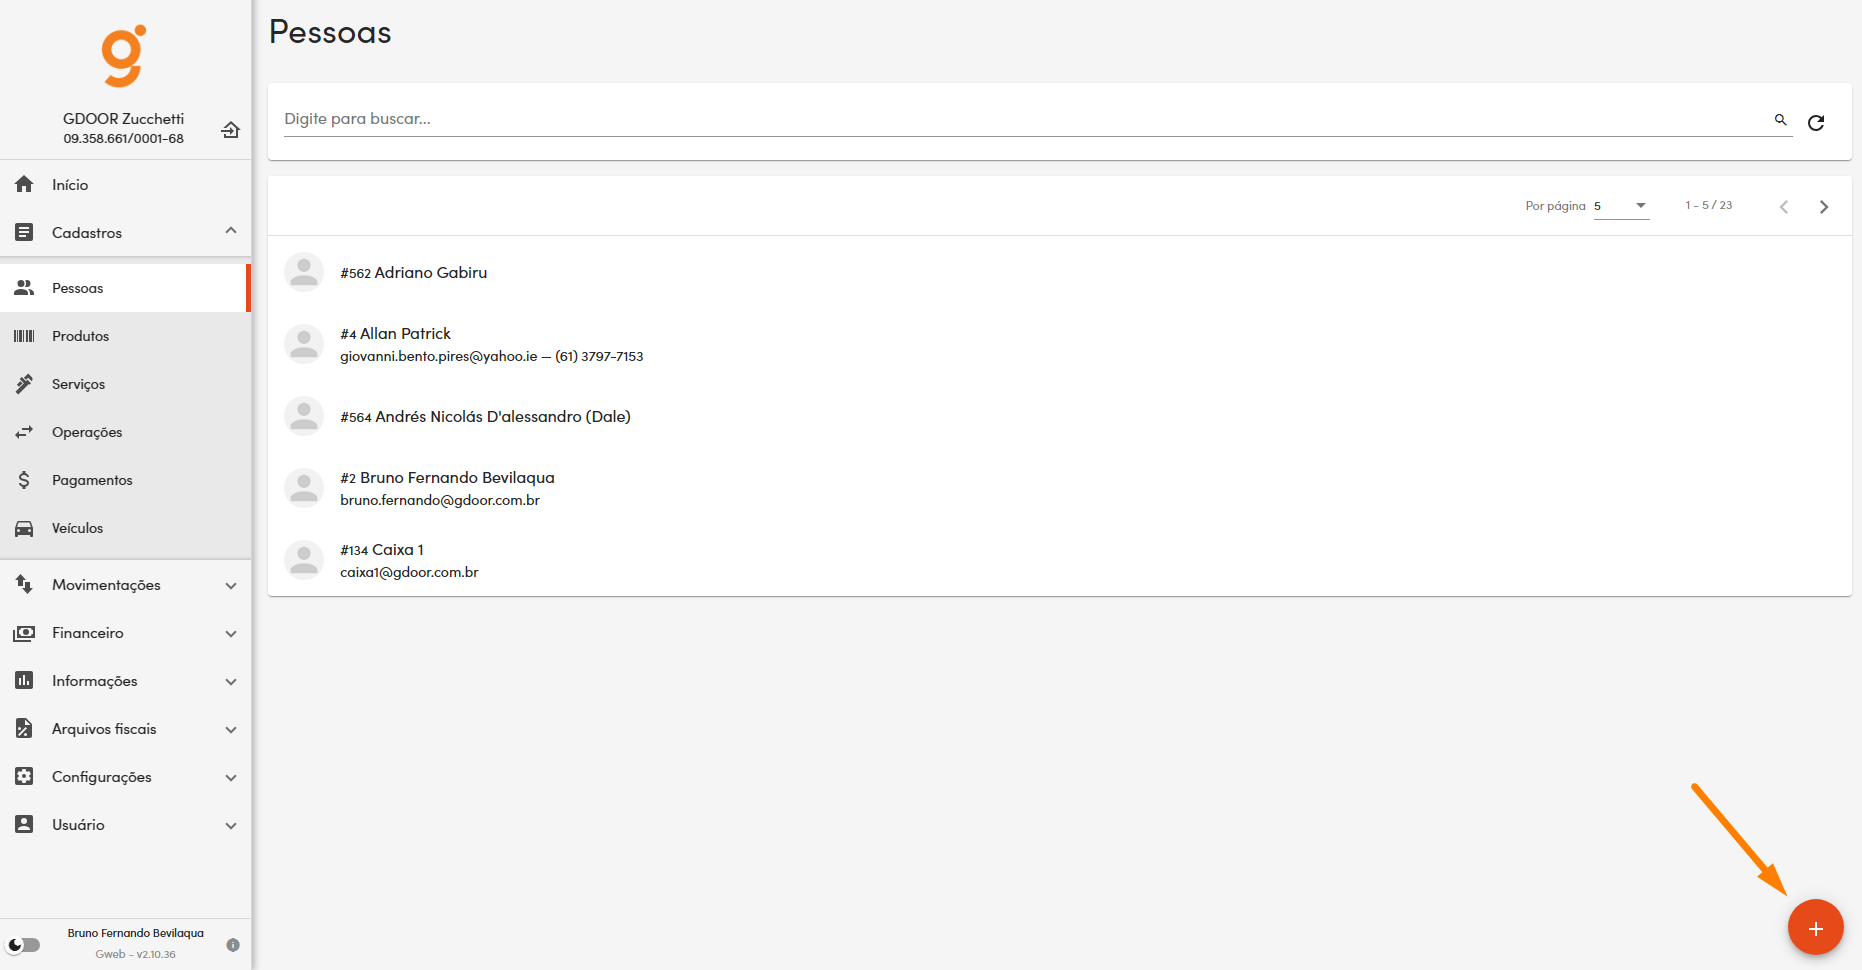 Pessoas
GDOOR Zucchetti
09.358.661/0001-68
Início
Cadastros
Pessoas
Produtos
Serviços
Operações
Pagamentos
Veículos
Movimentações
Financeiro
Informações
Arquivos fiscais
Configurações
Usuário
Bruno Fernando Bevilaqua
Gweb - v2.10.36
Digite para buscar...
Por página 5 1 - 5 / 23
#562 Adriano Gabiru
#4 Allan Patrick
giovanni.bento.pires@yahoo.ie — (61) 3797-7153
#564 Andrés Nicolás D'alessandro (Dale)
#2 Bruno Fernando Bevilaqua
bruno.fernando@gdoor.com.br
#134 Caixa 1
caixa1@gdoor.com.br